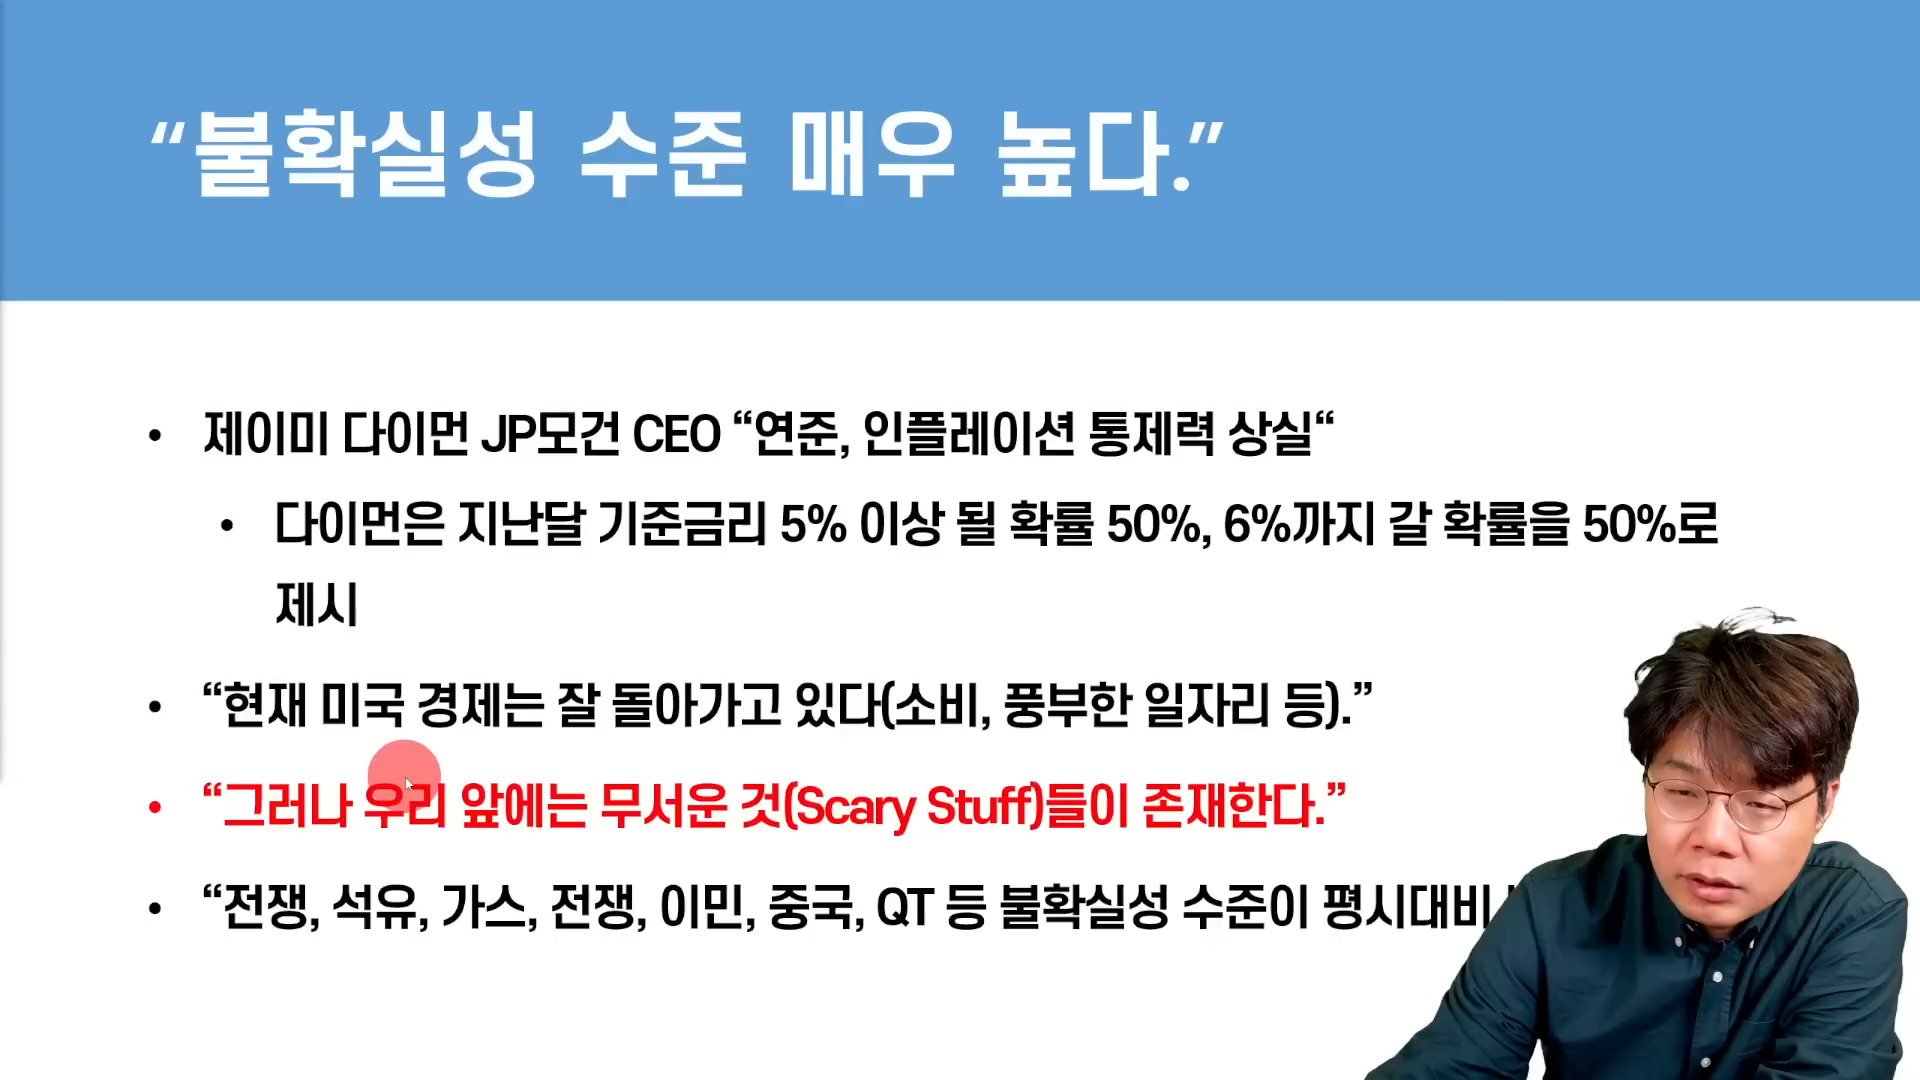 “불확실성 수준 매우 높다.”
• 제이미 다이먼 JP모건 CEO “연준, 인플레이션 통제력 상실“
• 다이먼은 지난달 기준금리 5% 이상 될 확률 50%, 6%까지 갈 확률을 50%로
제시
• “현재 미국 경제는 잘 돌아가고 있다(소비, 풍부한 일자리 등).”
• “그러나 우리 앞에는 무서운 것(Scary Stuff)들이 존재한다.”
• “전쟁, 석유, 가스, 전쟁, 이민, 중국, QT 등 불확실성 수준이 평시대비